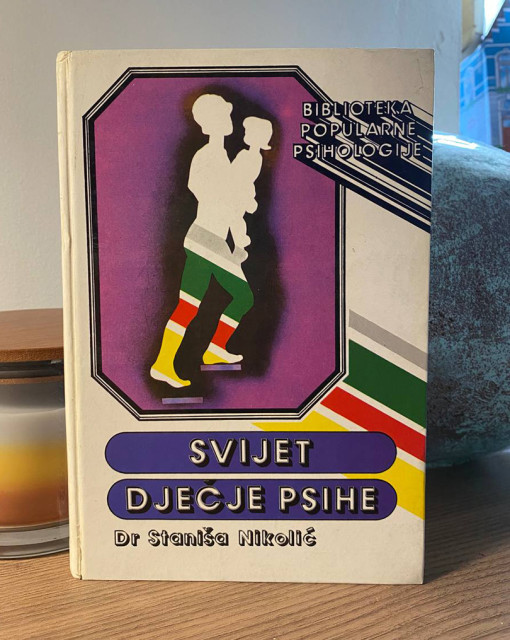 BIBLIOTEKA
POPULARNE
PSIHOLOGIJE
SVIJET
DJEČJE PSIHE
Dr Staniša Nikolić